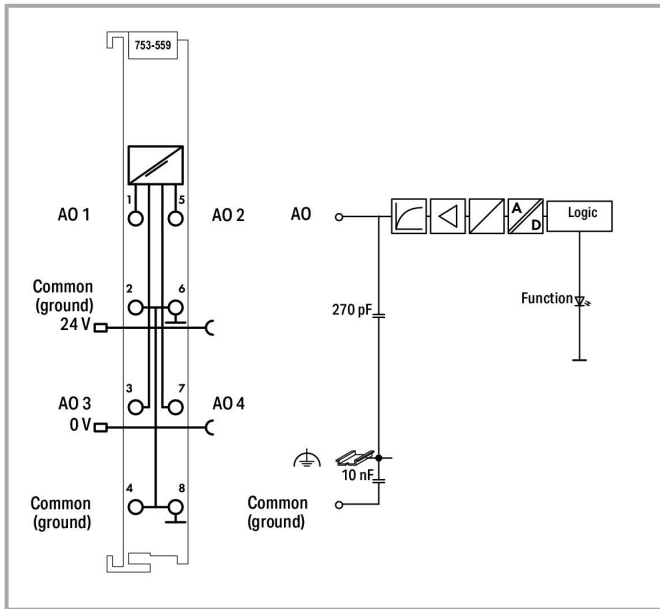 753-559
1
5
AO 1
AO 2
Common
(ground)
2
6
24 V
3
7
AO 3
AO 4
0 V
Common
(ground)
4
8
AO
A
D
Logic
Function
270 pF
10 nF
Common
(ground)